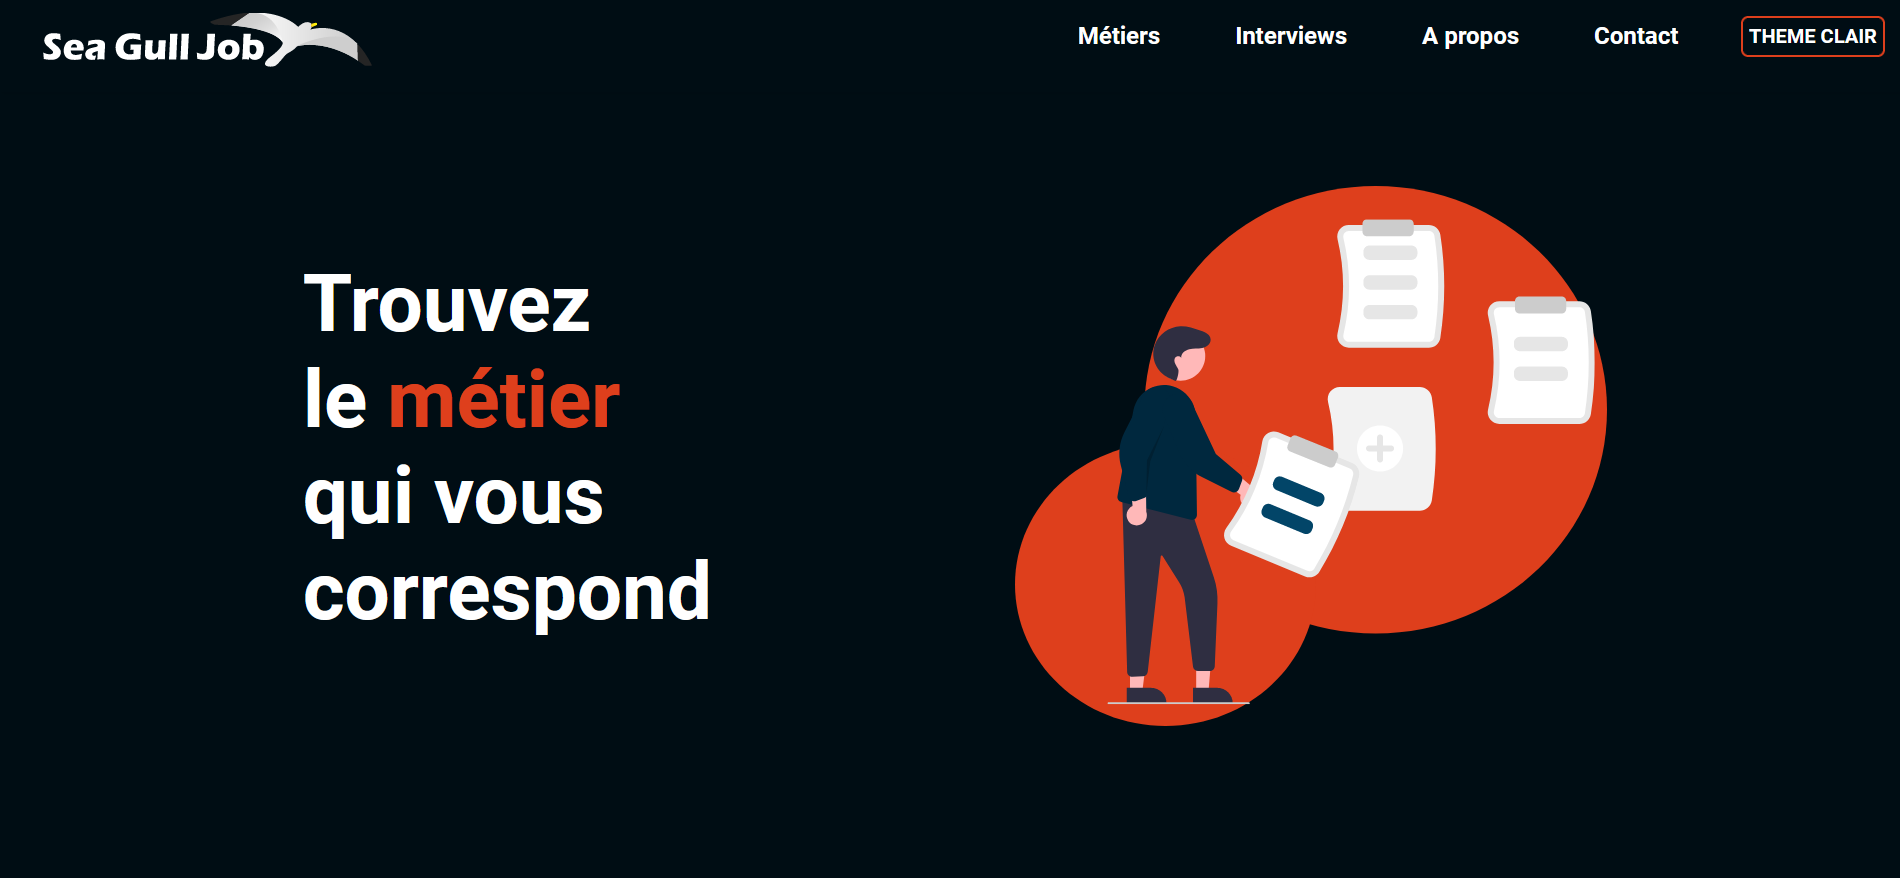 Sea Gull Job
Métiers
Interviews
A propos
Contact
THEME CLAIR
Trouvez
le métier
qui vous
correspond